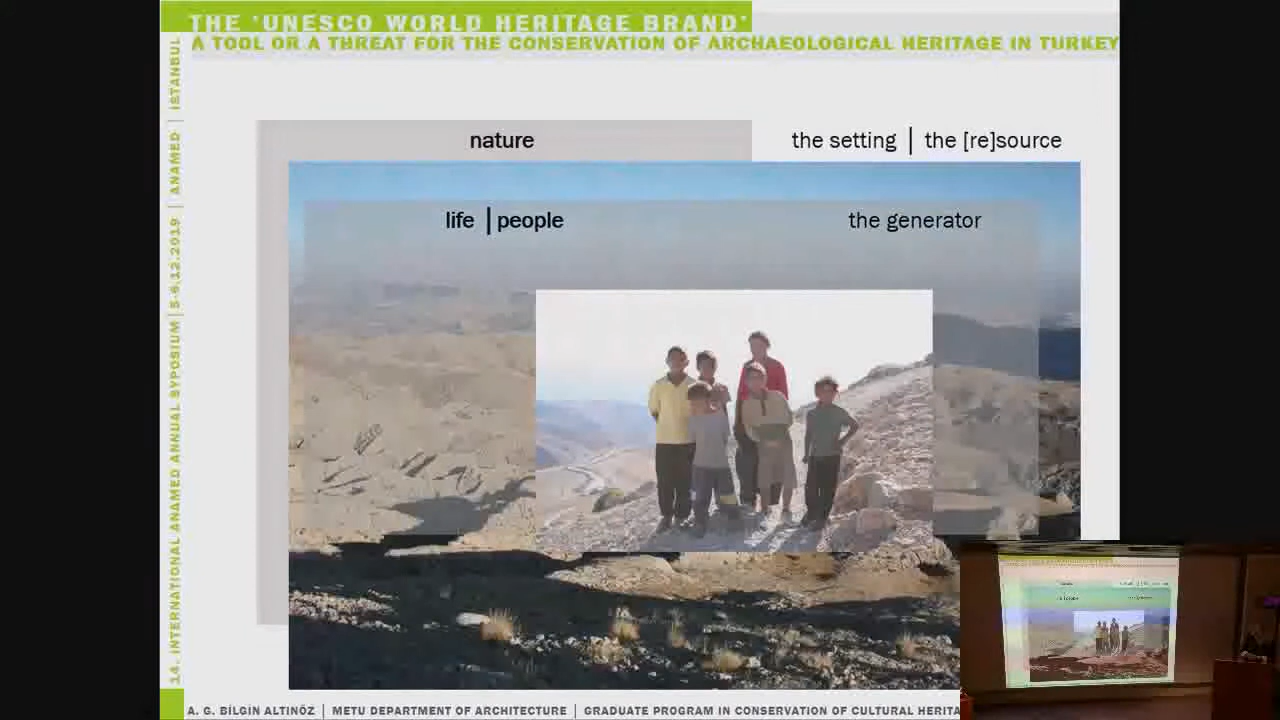 THE 'UNESCO WORLD HERITAGE BRAND'
A TOOL OR A THREAT FOR THE CONSERVATION OF ARCHAEOLOGICAL HERITAGE IN TURKEY
14. INTERNATIONAL ANAMED ANNUAL SYPOSIUM | 5-6.12.2019 | ANAMED | İSTANBUL
nature
the setting | the [re]source
life | people
the generator
A. G. BİLGİN ALTINÖZ | METU DEPARTMENT OF ARCHITECTURE | GRADUATE PROGRAM IN CONSERVATION OF CULTURAL HERITA